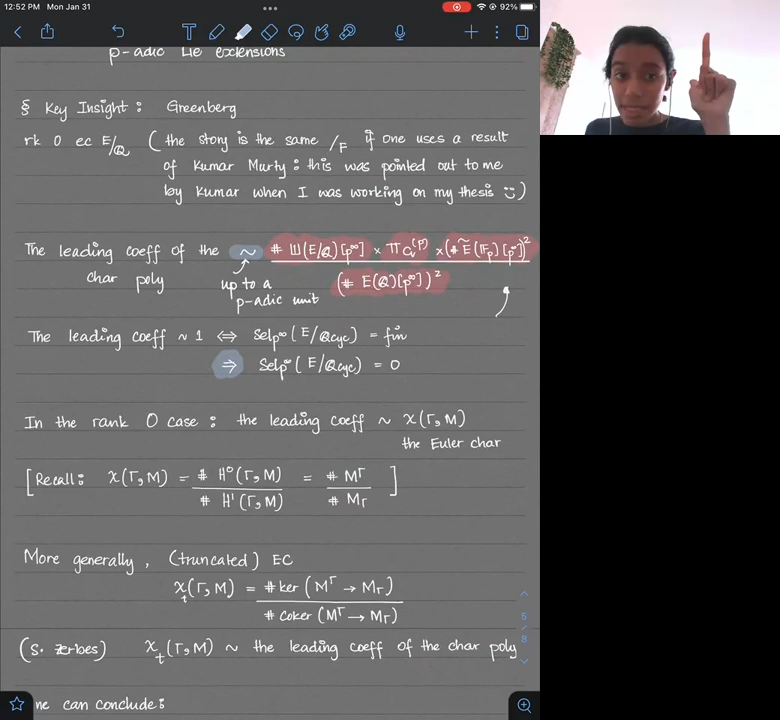 12:52 PM Mon Jan 31
92%
p-adic Lie extensions
§ Key Insight: Greenberg
rk 0 ec E/ℚ (the story is the same /F if one uses a result
of Kumar Murty: this was pointed out to me
by Kumar when I was working on my thesis ☺)
The leading coeff of the char poly ~ # Ш(E/ℚ)[p^∞] × Π c_v^(p) × (# Ẽ(𝔽_p)[p^∞])²
(# E(ℚ)[p^∞])²
up to a
p-adic unit
The leading coeff ~ 1 ⇔ Sel_p^∞(E/ℚcyc) = fin
⇒ Sel_p^∞(E/ℚcyc) = 0
In the rank 0 case: the leading coeff ~ χ(Γ, M)
the Euler char
[Recall: χ(Γ, M) = # H⁰(Γ, M) / # H¹(Γ, M) = # M^Γ / # M_Γ ]
More generally, (truncated) EC
χ_t(Γ, M) = # ker (M^Γ → M_Γ)
# coker (M^Γ → M_Γ)
(S. Zerbes) χ_t(Γ, M) ~ the leading coeff of the char poly
5
8
ne can conclude: